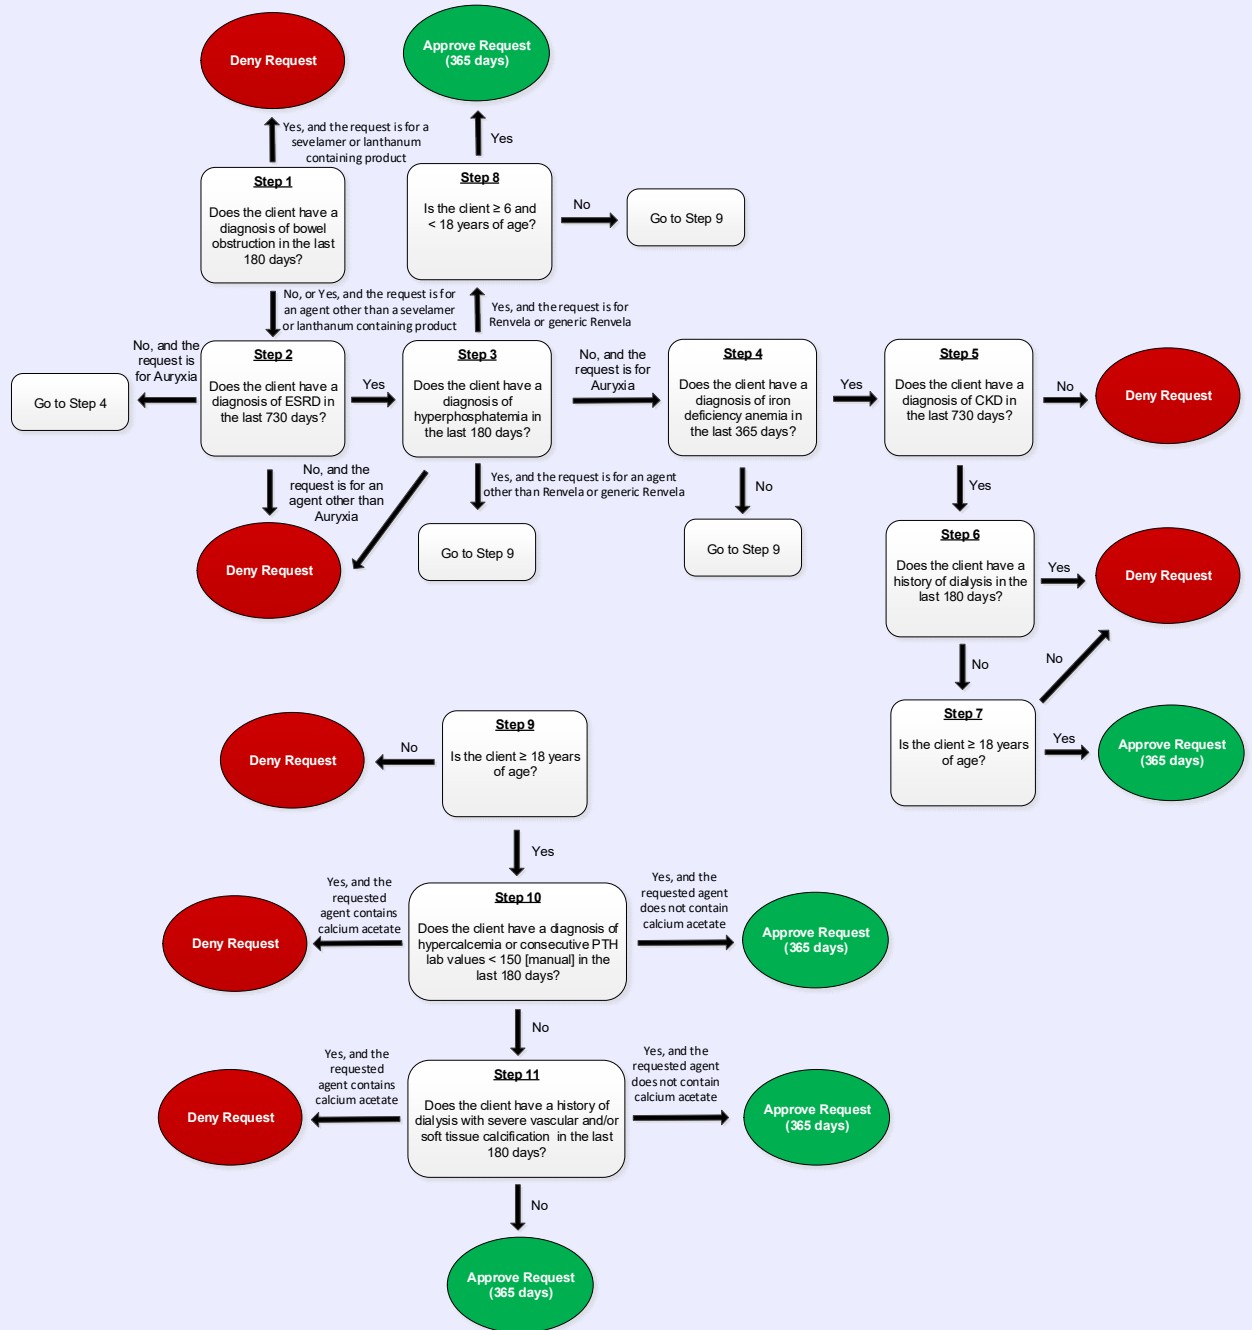 Deny Request
Approve Request
(365 days)
Yes, and the request is for a
sevelamer or lanthanum
containing product
Yes
Step 1
Does the client have a
diagnosis of bowel
obstruction in the last
180 days?
Step 8
Is the client ≥ 6 and
< 18 years of age?
No
Go to Step 9
No, or Yes, and the request is for
an agent other than a sevelamer
or lanthanum containing product
Yes, and the request is for
Renvela or generic Renvela
No, and the
request is
for Auryxia
Go to Step 4
Step 2
Does the client have a
diagnosis of ESRD in
the last 730 days?
Yes
Step 3
Does the client have a
diagnosis of
hyperphosphatemia in
the last 180 days?
No, and the
request is for
Auryxia
Step 4
Does the client have a
diagnosis of iron
deficiency anemia in
the last 365 days?
Yes
Step 5
Does the client have a
diagnosis of CKD in
the last 730 days?
No
Deny Request
No, and the
request is for an
agent other than
Auryxia
Yes, and the request is for an agent
other than Renvela or generic Renvela
No
Yes
Deny Request
Go to Step 9
Go to Step 9
Step 6
Does the client have a
history of dialysis in the
last 180 days?
Yes
Deny Request
No
No
Step 7
Is the client ≥ 18 years
of age?
Yes
Approve Request
(365 days)
Step 9
Is the client ≥ 18 years
of age?
No
Deny Request
Yes
Yes, and the
requested
agent contains
calcium acetate
Deny Request
Step 10
Does the client have a diagnosis of
hypercalcemia or consecutive PTH
lab values < 150 [manual] in the
last 180 days?
Yes, and the
requested agent
does not contain
calcium acetate
Approve Request
(365 days)
No
Yes, and the
requested
agent contains
calcium acetate
Deny Request
Step 11
Does the client have a history of
dialysis with severe vascular and/or
soft tissue calcification in the last
180 days?
Yes, and the
requested agent
does not contain
calcium acetate
Approve Request
(365 days)
No
Approve Request
(365 days)